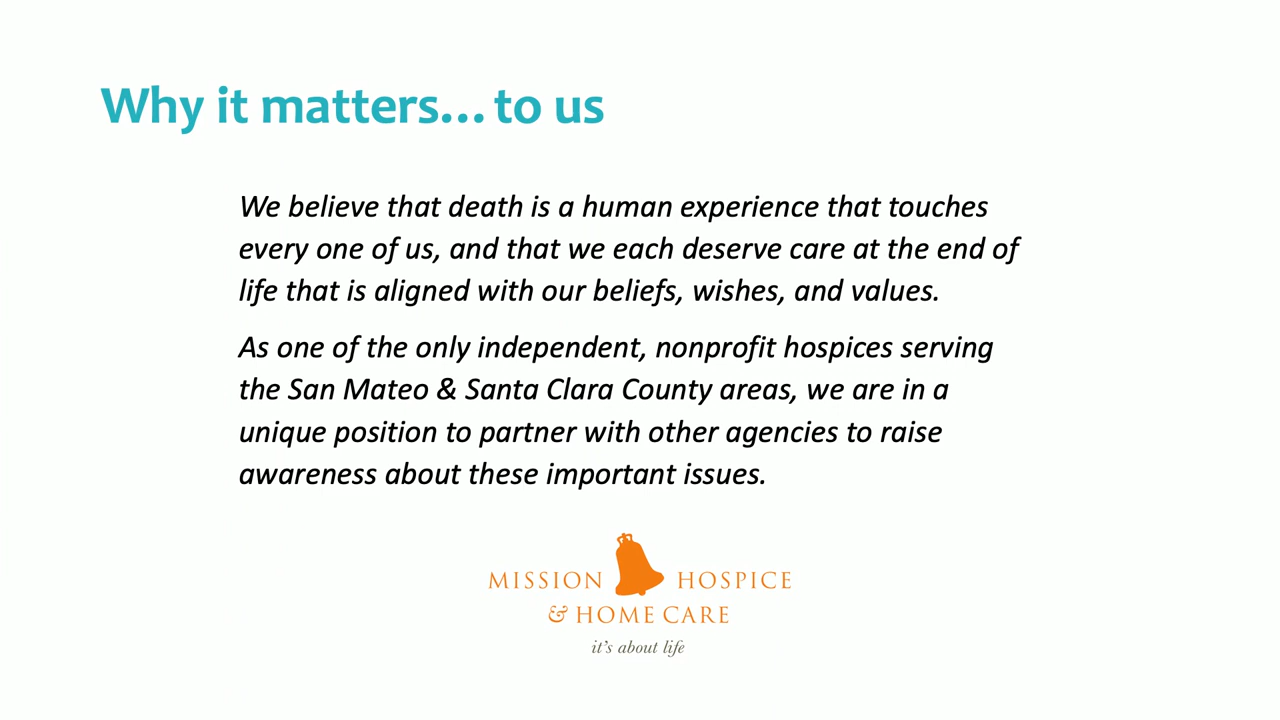 Why it matters... to us
We believe that death is a human experience that touches
every one of us, and that we each deserve care at the end of
life that is aligned with our beliefs, wishes, and values.
As one of the only independent, nonprofit hospices serving
the San Mateo & Santa Clara County areas, we are in a
unique position to partner with other agencies to raise
awareness about these important issues.
MISSION HOSPICE
& HOME CARE
it's about life